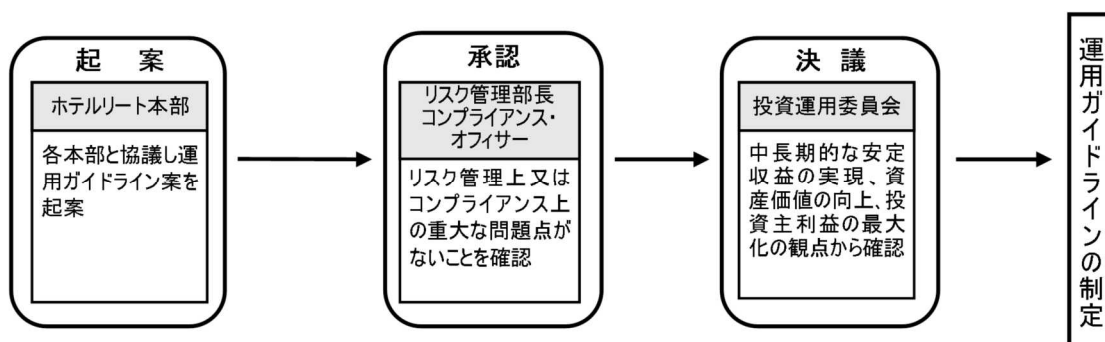 起　案
ホテルリート本部
各本部と協議し運
用ガイドライン案を
起案
承認
リスク管理部長
コンプライアンス・
オフィサー
リスク管理上又は
コンプライアンス上
の重大な問題点が
ないことを確認
決　議
投資運用委員会
中長期的な安定
収益の実現、資
産価値の向上、投
資主利益の最大
化の観点から確認
運用ガイドラインの制定